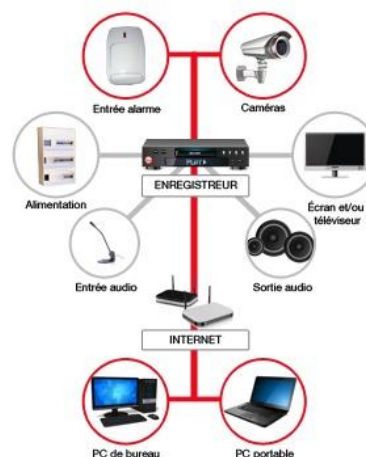 Entrée alarme
Caméras
PLAY
ENREGISTREUR
Alimentation
Écran et/ou
téléviseur
Entrée audio
Sortie audio
INTERNET
PC de bureau
PC portable